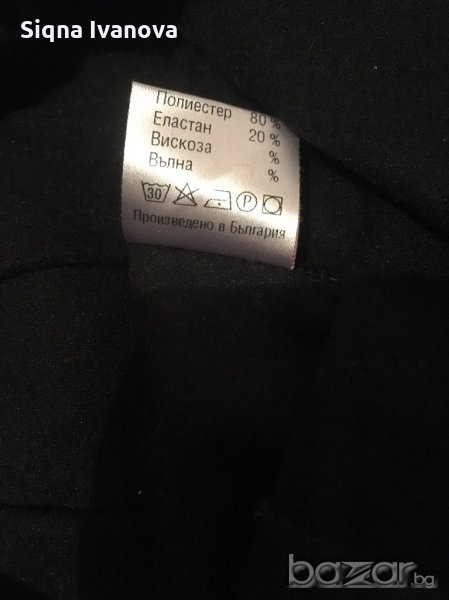 Siqna Ivanova
Полиестер 80 %
Еластан 20 %
Вискоза %
Вълна %
30 P
Произведено в България
bazar.bg